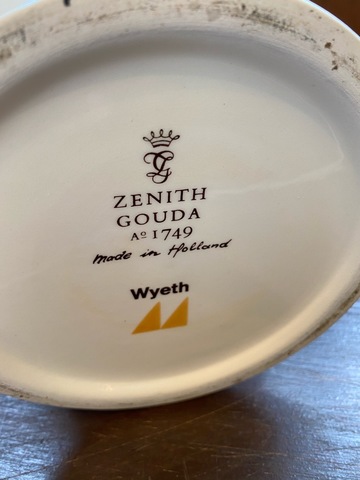 ZENITH
GOUDA
Aº 1749
made in Holland
Wyeth